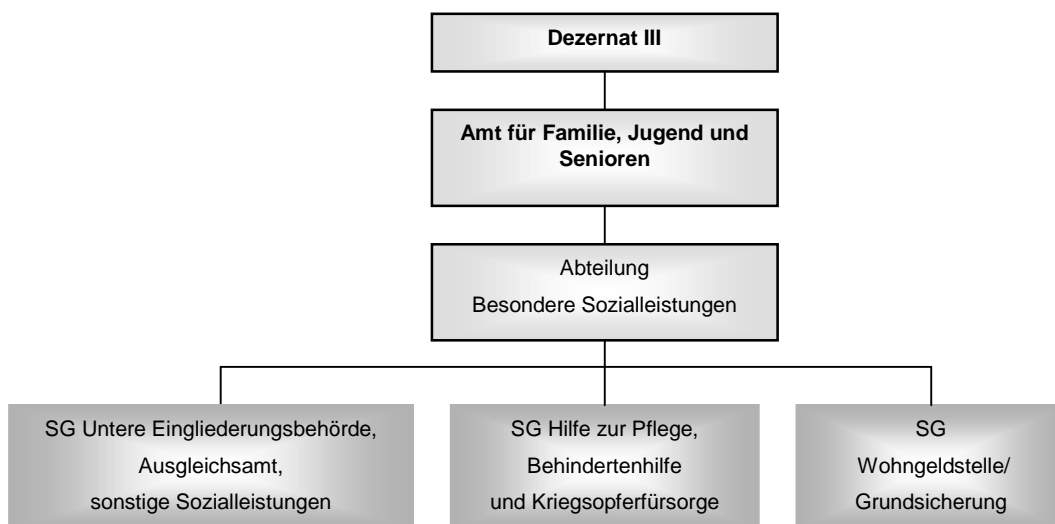 Dezernat III
Amt für Familie, Jugend und
Senioren
Abteilung
Besondere Sozialleistungen
SG Untere Eingliederungsbehörde,
Ausgleichsamt,
sonstige Sozialleistungen
SG Hilfe zur Pflege,
Behindertenhilfe
und Kriegsopferfürsorge
SG
Wohngeldstelle/
Grundsicherung